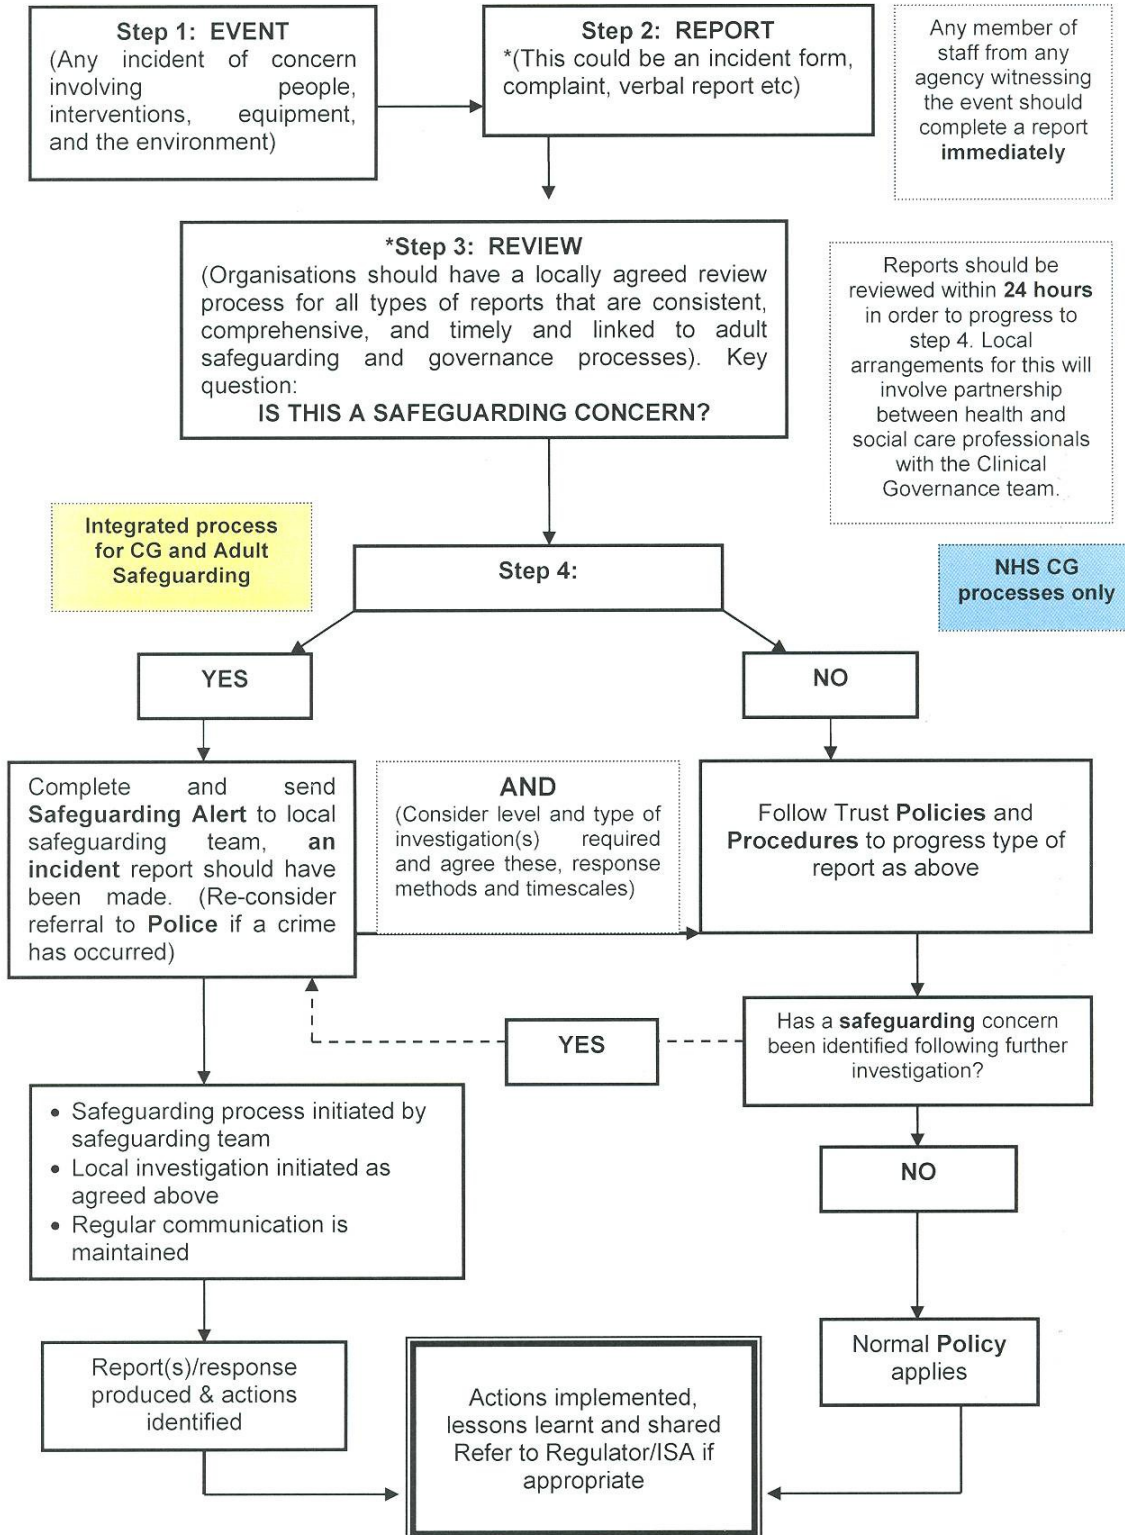 Step 1: EVENT
(Any incident of concern
involving people,
interventions, equipment,
and the environment)
Step 2: REPORT
*(This could be an incident form,
complaint, verbal report etc)
Any member of
staff from any
agency witnessing
the event should
complete a report
immediately
*Step 3: REVIEW
(Organisations should have a locally agreed review
process for all types of reports that are consistent,
comprehensive, and timely and linked to adult
safeguarding and governance processes). Key
question:
IS THIS A SAFEGUARDING CONCERN?
Reports should be
reviewed within 24 hours
in order to progress to
step 4. Local
arrangements for this will
involve partnership
between health and
social care professionals
with the Clinical
Governance team.
Integrated process
for CG and Adult
Safeguarding
Step 4:
NHS CG
processes only
YES
NO
Complete and send
Safeguarding Alert to local
safeguarding team, an
incident report should have
been made. (Re-consider
referral to Police if a crime
has occurred)
AND
(Consider level and type of
investigation(s) required
and agree these, response
methods and timescales)
Follow Trust Policies and
Procedures to progress type of
report as above
YES
Has a safeguarding concern
been identified following further
investigation?
• Safeguarding process initiated by
safeguarding team
• Local investigation initiated as
agreed above
• Regular communication is
maintained
NO
Report(s)/response
produced & actions
identified
Actions implemented,
lessons learnt and shared
Refer to Regulator/ISA if
appropriate
Normal Policy
applies